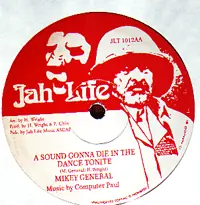 JLT 1012AA
Jah Life
Arr. by H. Wright
Prod. by H. Wright & P. Chin
Pub. by Jah Life Music ASCAP
A SOUND GONNA DIE IN THE
DANCE TONITE
(M. General, H. Wright)
MIKEY GENERAL
Music by Computer Paul